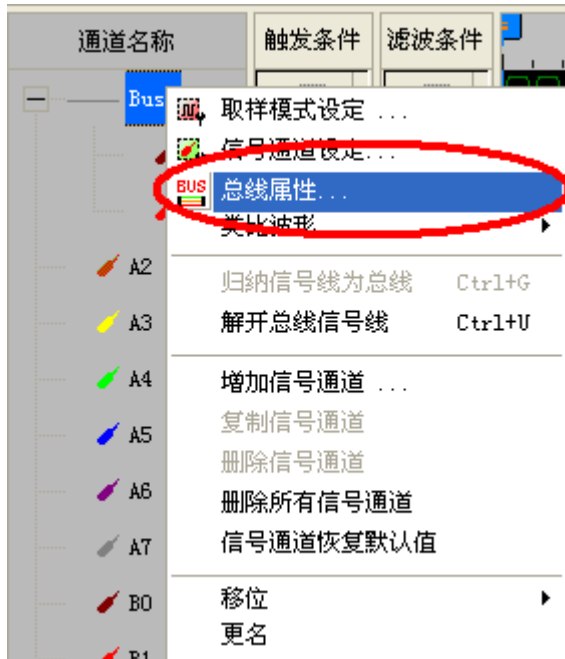 通道名称 触发条件 滤波条件
Bus
取样模式设定 ...
信号通道设定...
BUS 总线属性...
类比波形
A2
归纳信号线为总线 Ctrl+G
A3 解开总线信号线 Ctrl+U
A4 增加信号通道 ...
复制信号通道
A5
删除信号通道
A6 删除所有信号通道
A7 信号通道恢复默认值
B0 移位
更名
B1